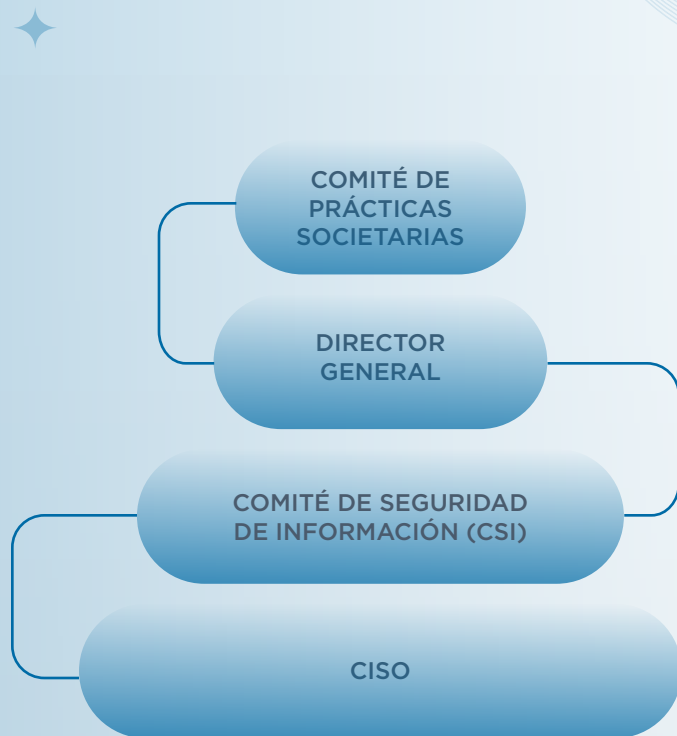 COMITÉ DE
PRÁCTICAS
SOCIETARIAS
DIRECTOR
GENERAL
COMITÉ DE SEGURIDAD
DE INFORMACIÓN (CSI)
CISO